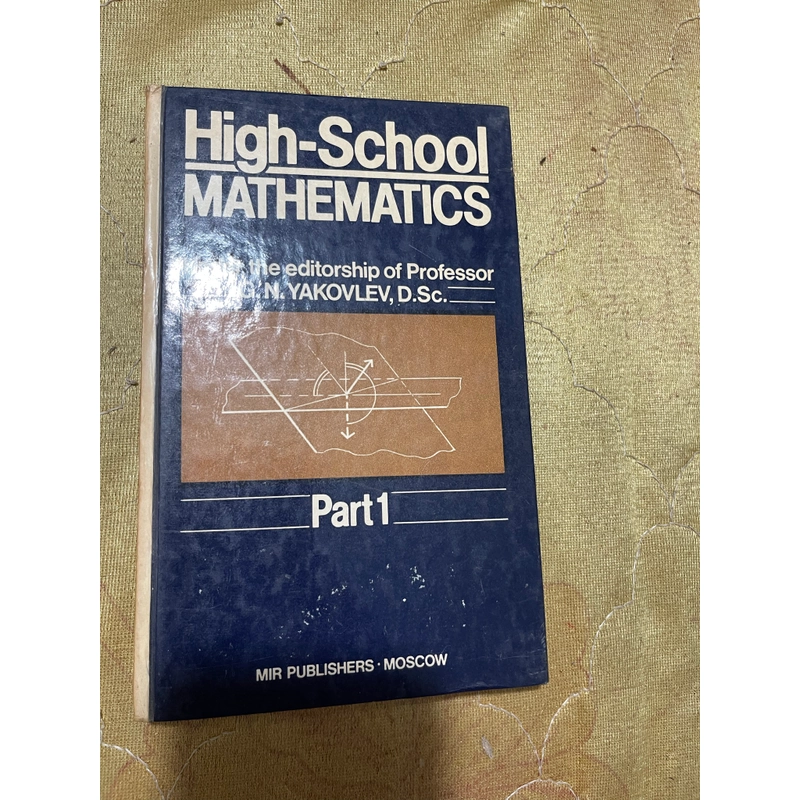 High-School
MATHEMATICS
the editorship of Professor
G. N. YAKOVLEV, D.Sc.
Part 1
MIR PUBLISHERS · MOSCOW